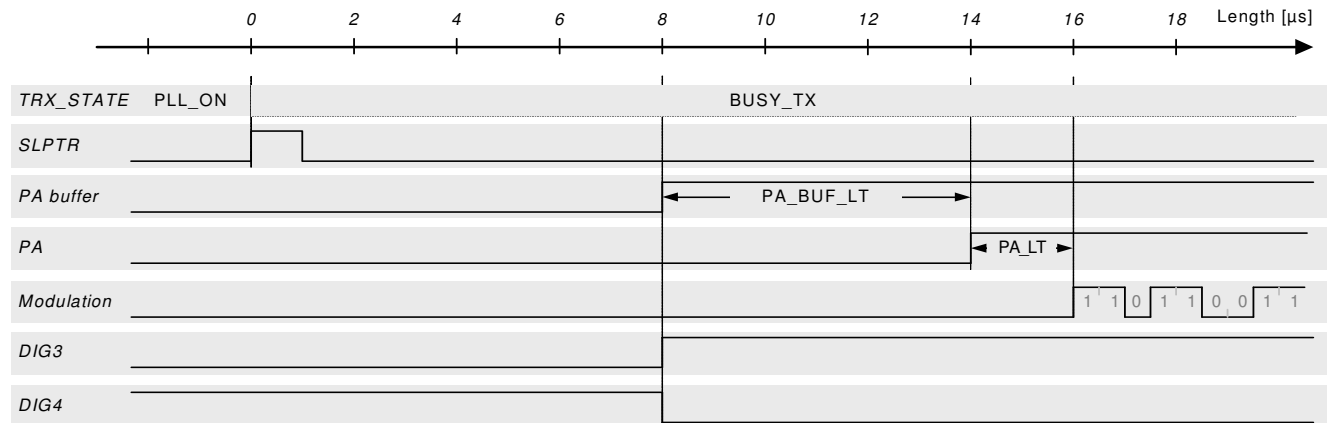 0 2 4 6 8 10 12 14 16 18 Length [µs]
TRX_STATE PLL_ON BUSY_TX
SLPTR
PA buffer PA_BUF_LT
PA PA_LT
Modulation 1 1 0 1 1 0 0 1 1
DIG3
DIG4